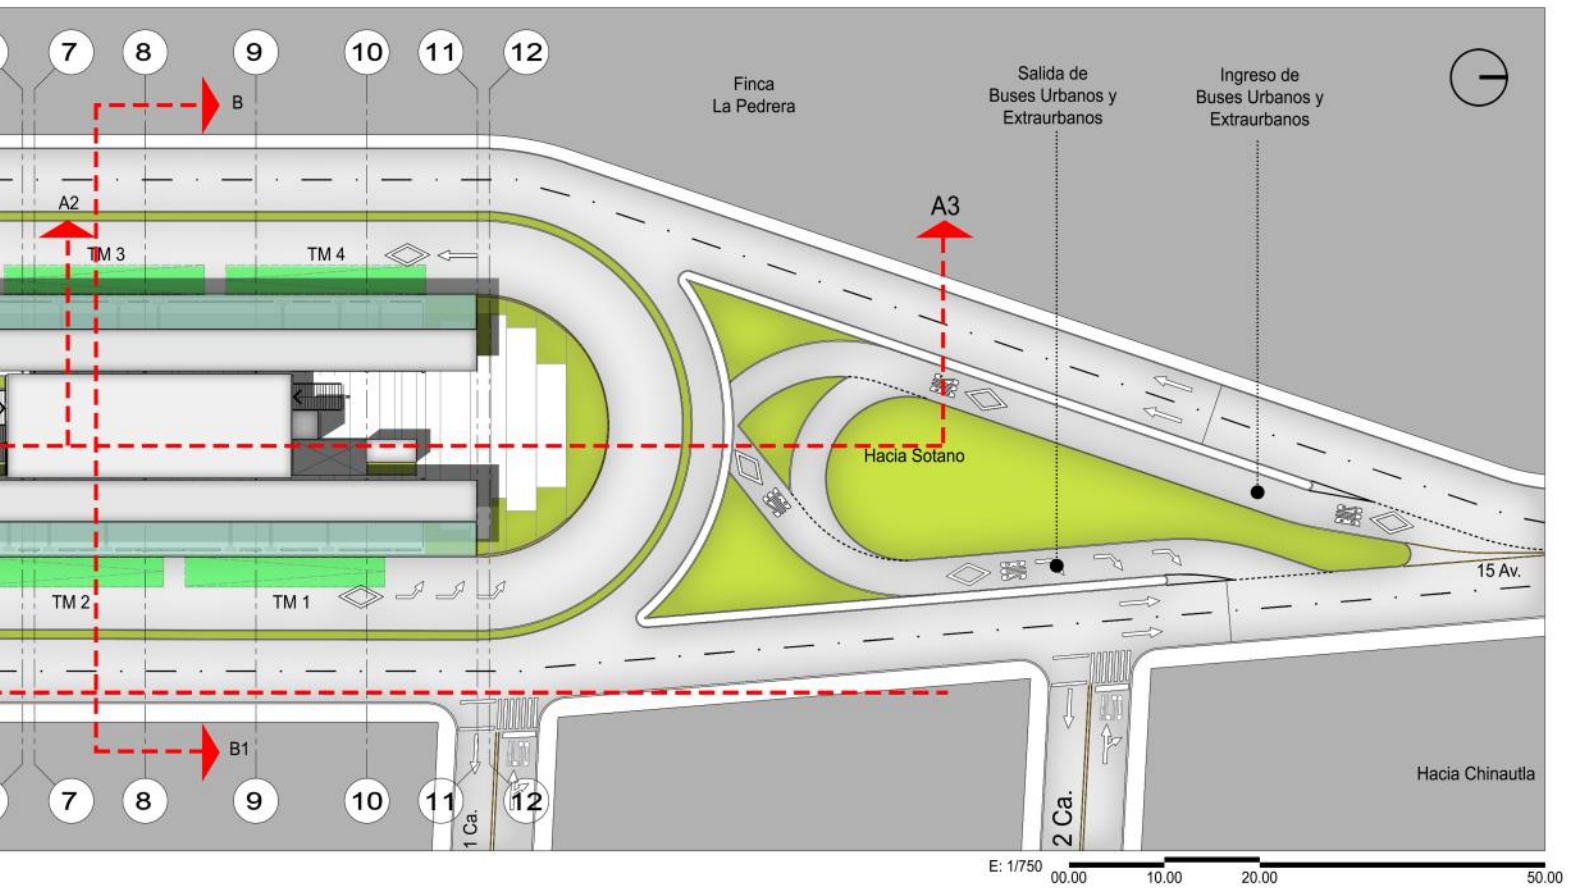 7
8
9
10
11
12
B
Finca
La Pedrera
Salida de
Buses Urbanos y
Extraurbanos
Ingreso de
Buses Urbanos y
Extraurbanos
A2
A3
TM 3
TM 4
Hacia Sotano
15 Av.
TM 2
TM 1
B1
7
8
9
10
11
12
1 Ca.
2 Ca.
Hacia Chinautla
E: 1/750
00.00
10.00
20.00
50.00